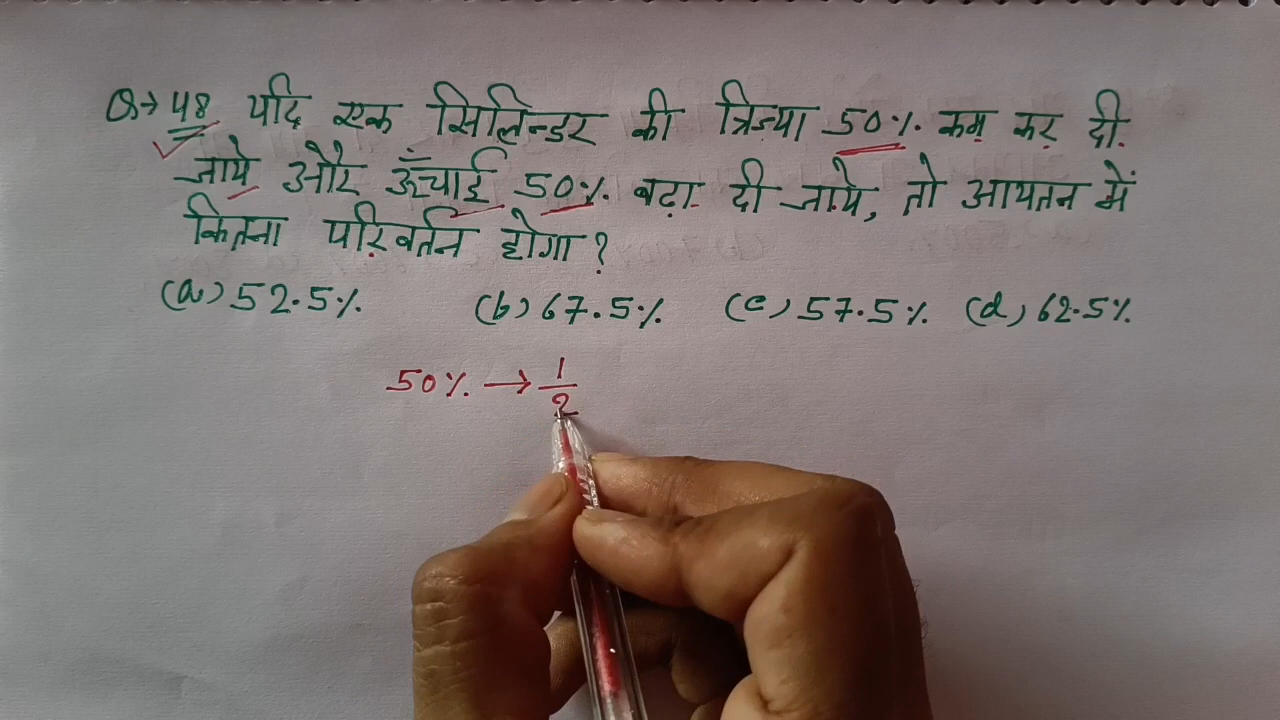 Q→48 यदि एक सिलिन्डर की त्रिज्या 50%. कम कर दी
जाये और ऊँचाई 50%. बढ़ा दी जाये, तो आयतन में
कितना परिवर्तन होगा?
(a) 52.5%. (b) 67.5%. (c) 57.5%. (d) 62.5%.
50%. → 1/2